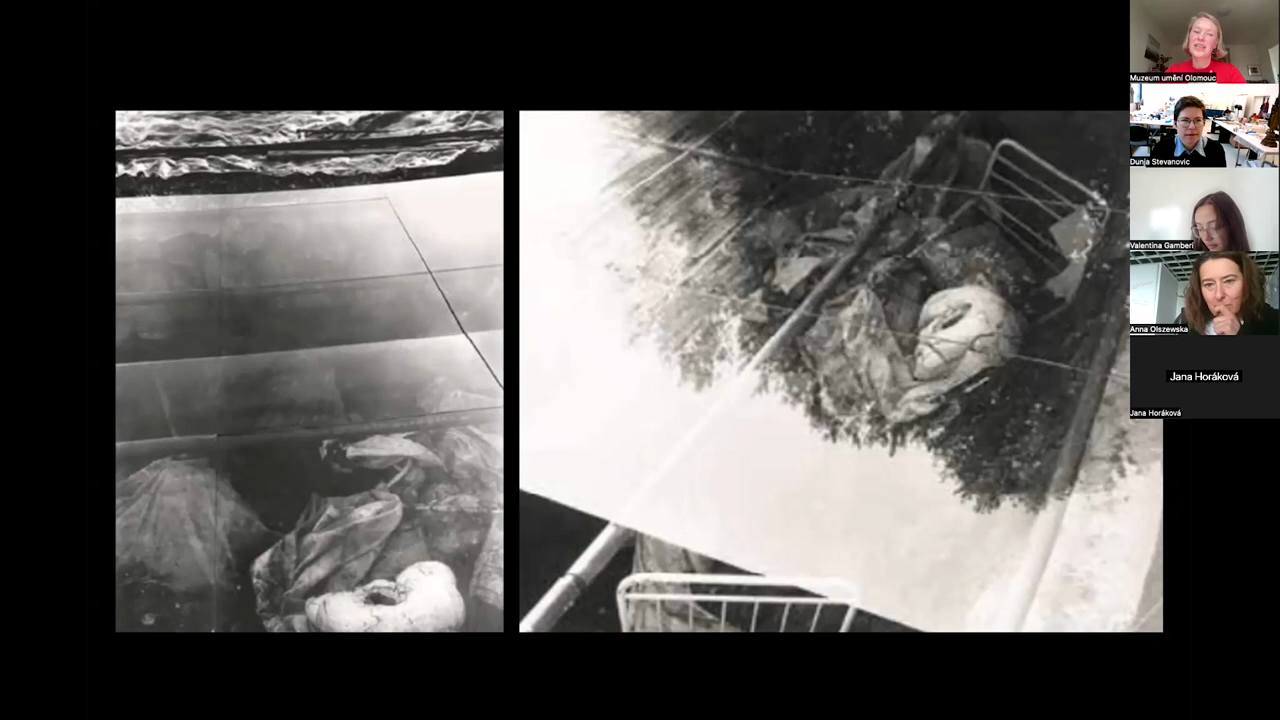 Muzeum umění Olomouc
Dunja Stevanovic
Valentina Gamberi
Anna Olszewska
Jana Horáková
Jana Horáková